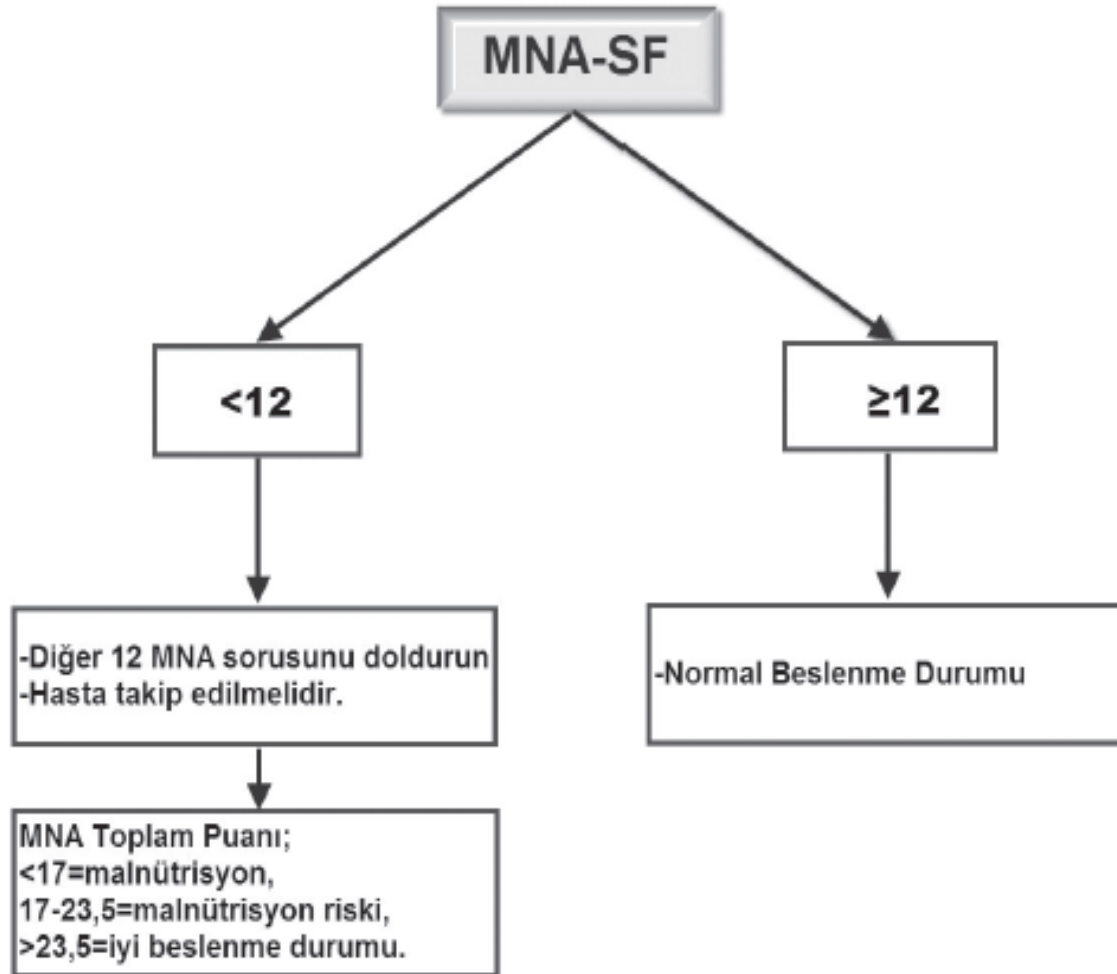 MNA-SF
<12
≥12
-Diğer 12 MNA sorusunu doldurun
-Hasta takip edilmelidir.
-Normal Beslenme Durumu
MNA Toplam Puanı;
<17=malnütrisyon,
17-23,5=malnütrisyon riski,
>23,5=iyi beslenme durumu.